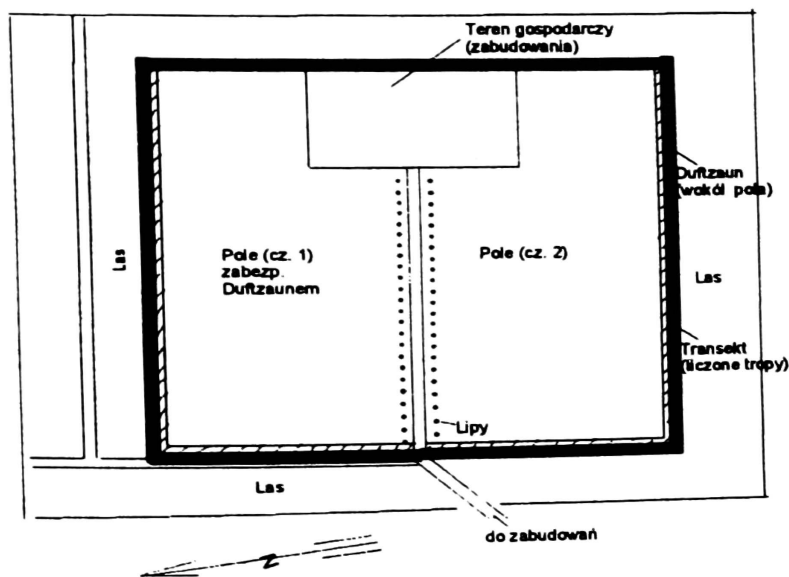 Teren gospodarczy
(zabudowania)
Duftzaun
(wokół pola)
Las
Pole (cz. 1)
zabezp.
Duftzaunem
Pole (cz. 2)
Las
Transekt
(liczone tropy)
Lipy
Las
do zabudowań
N